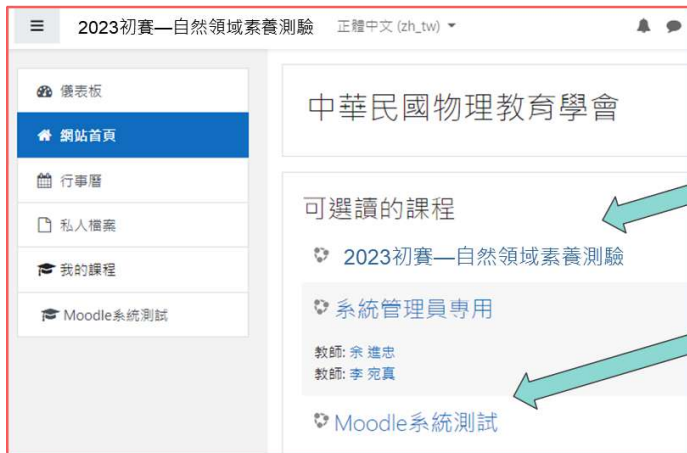 2023初賽—自然領域素養測驗 正體中文 (zh_tw)
儀表板
網站首頁
行事曆
私人檔案
我的課程
Moodle系統測試
中華民國物理教育學會
可選讀的課程
2023初賽—自然領域素養測驗
系統管理員専用
教師: 余 進忠
教師: 李 宛真
Moodle系統測試